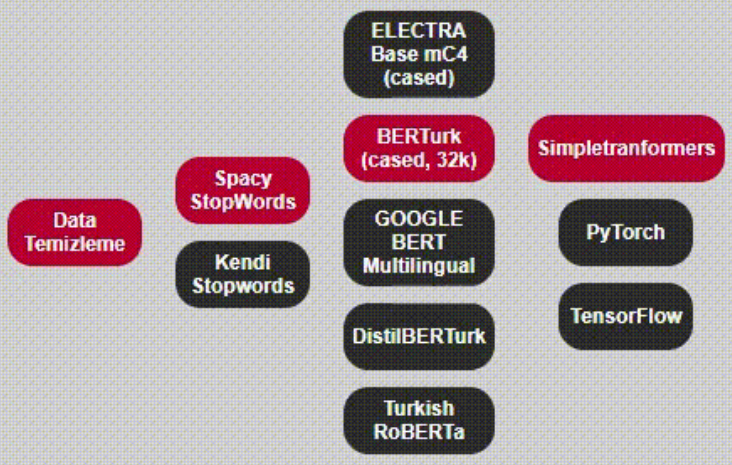 Data
Temizleme
Spacy
StopWords
Kendi
Stopwords
ELECTRA
Base mC4
(cased)
BERTurk
(cased, 32k)
GOOGLE
BERT
Multilingual
DistilBERTurk
Turkish
RoBERTa
Simpletranformers
PyTorch
TensorFlow